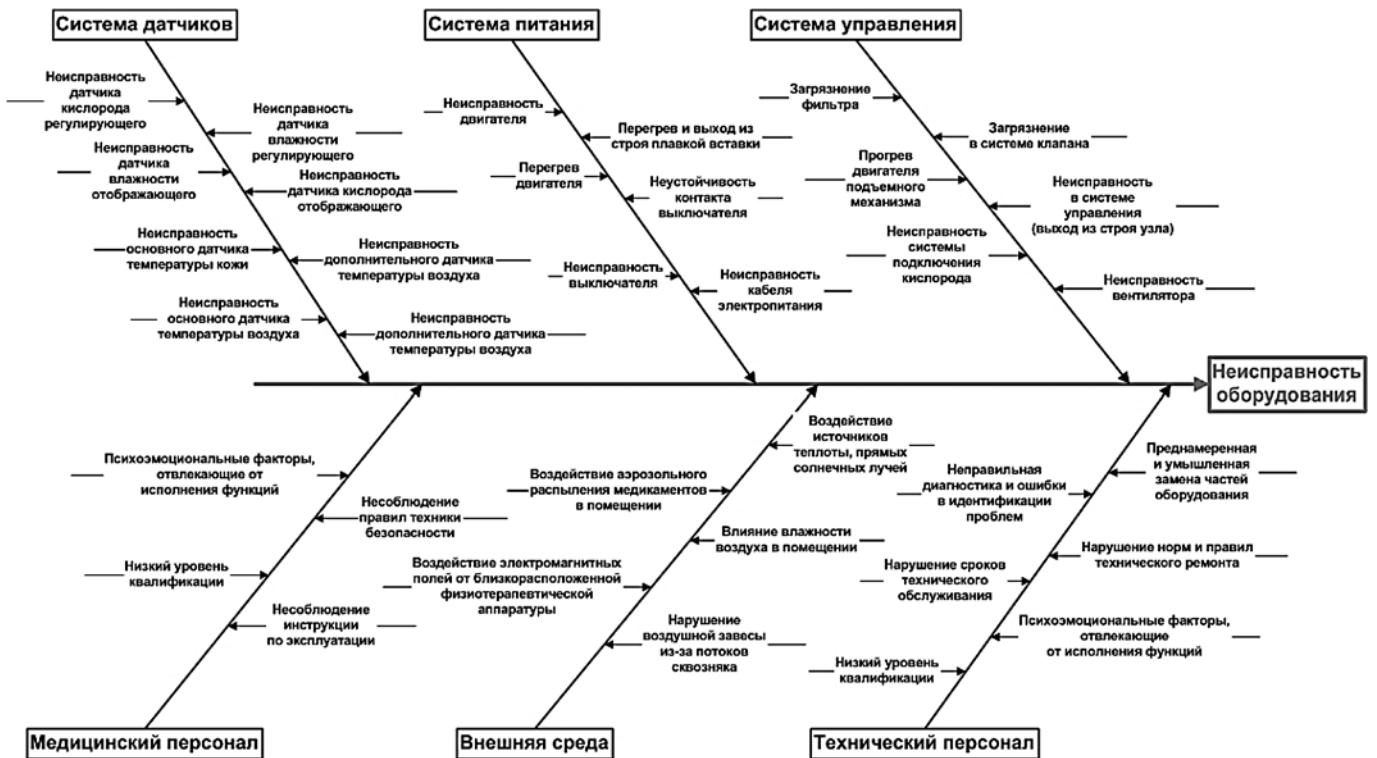 Система датчиков
Система питания
Система управления
Неисправность
датчика
кислорода
регулирующего
Неисправность
датчика
влажности
регулирующего
Неисправность
датчика
влажности
отображающего
Неисправность
датчика кислорода
отображающего
Неисправность
основного датчика
температуры кожи
Неисправность
дополнительного датчика
температуры воздуха
Неисправность
основного датчика
температуры воздуха
Неисправность
дополнительного датчика
температуры воздуха
Неисправность
двигателя
Перегрев и выход из
строя плавкой вставки
Перегрев
двигателя
Неустойчивость
контакта
выключателя
Неисправность
выключателя
Неисправность
кабеля
электропитания
Загрязнение
фильтра
Загрязнение
в системе клапана
Прогрев
двигателя
подъемного
механизма
Неисправность
в системе
управления
(выход из строя узла)
Неисправность
системы
подключения
кислорода
Неисправность
вентилятора
Неисправность
оборудования
Психоэмоциональные факторы,
отвлекающие от
исполнения функций
Несоблюдение
правил техники
безопасности
Низкий уровень
квалификации
Несоблюдение
инструкции
по эксплуатации
Воздействие
источников
теплоты, прямых
солнечных лучей
Воздействие аэрозольного
распыления медикаментов
в помещении
Влияние влажности
воздуха в помещении
Воздействие электромагнитных
полей от близкорасположенной
физиотерапевтической
аппаратуры
Нарушение
воздушной завесы
из-за потоков
сквозняка
Преднамеренная
и умышленная
замена частей
оборудования
Неправильная
диагностика и ошибки
в идентификации
проблем
Нарушение норм и правил
технического ремонта
Нарушение сроков
технического
обслуживания
Психоэмоциональные факторы,
отвлекающие
от исполнения функций
Низкий уровень
квалификации
Медицинский персонал
Внешняя среда
Технический персонал